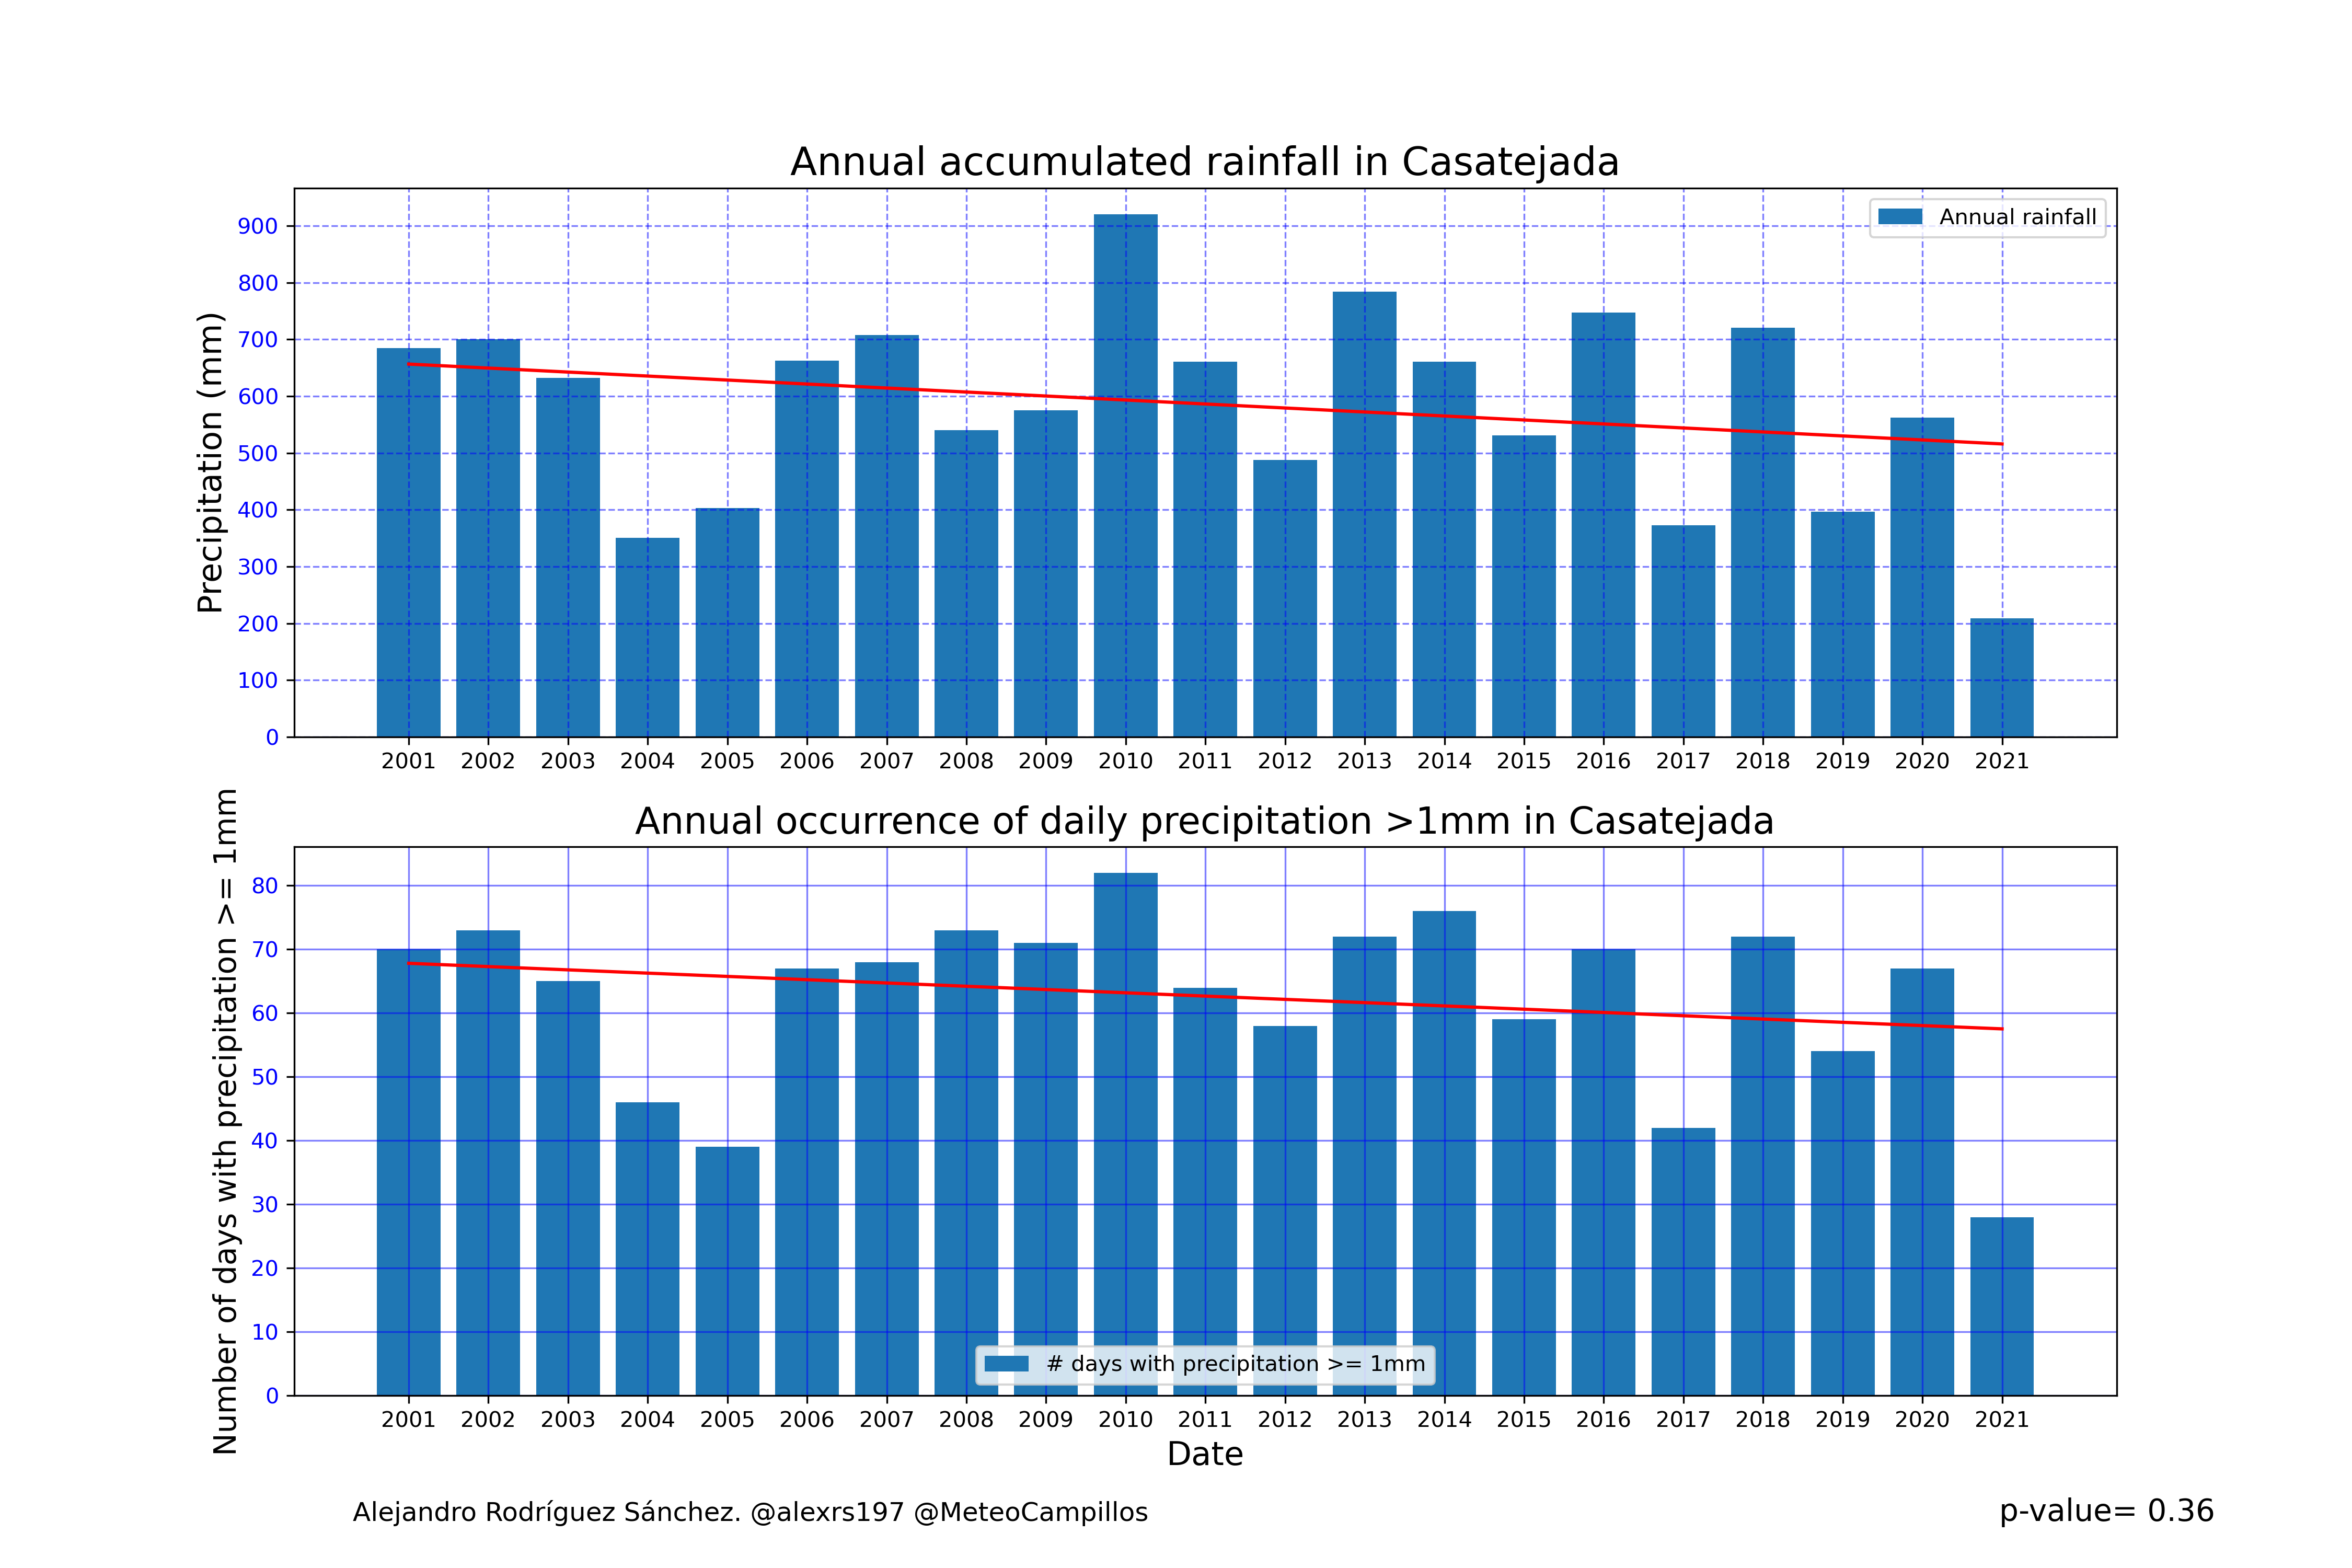 Annual accumulated rainfall in Casatejada
Precipitation (mm)
900
800
700
600
500
400
300
200
100
0
Annual rainfall
2001 2002 2003 2004 2005 2006 2007 2008 2009 2010 2011 2012 2013 2014 2015 2016 2017 2018 2019 2020 2021
Annual occurrence of daily precipitation >1mm in Casatejada
Number of days with precipitation >= 1mm
80
70
60
50
40
30
20
10
0
# days with precipitation >= 1mm
2001 2002 2003 2004 2005 2006 2007 2008 2009 2010 2011 2012 2013 2014 2015 2016 2017 2018 2019 2020 2021
Date
Alejandro Rodríguez Sánchez. @alexrs197 @MeteoCampillos
p-value= 0.36